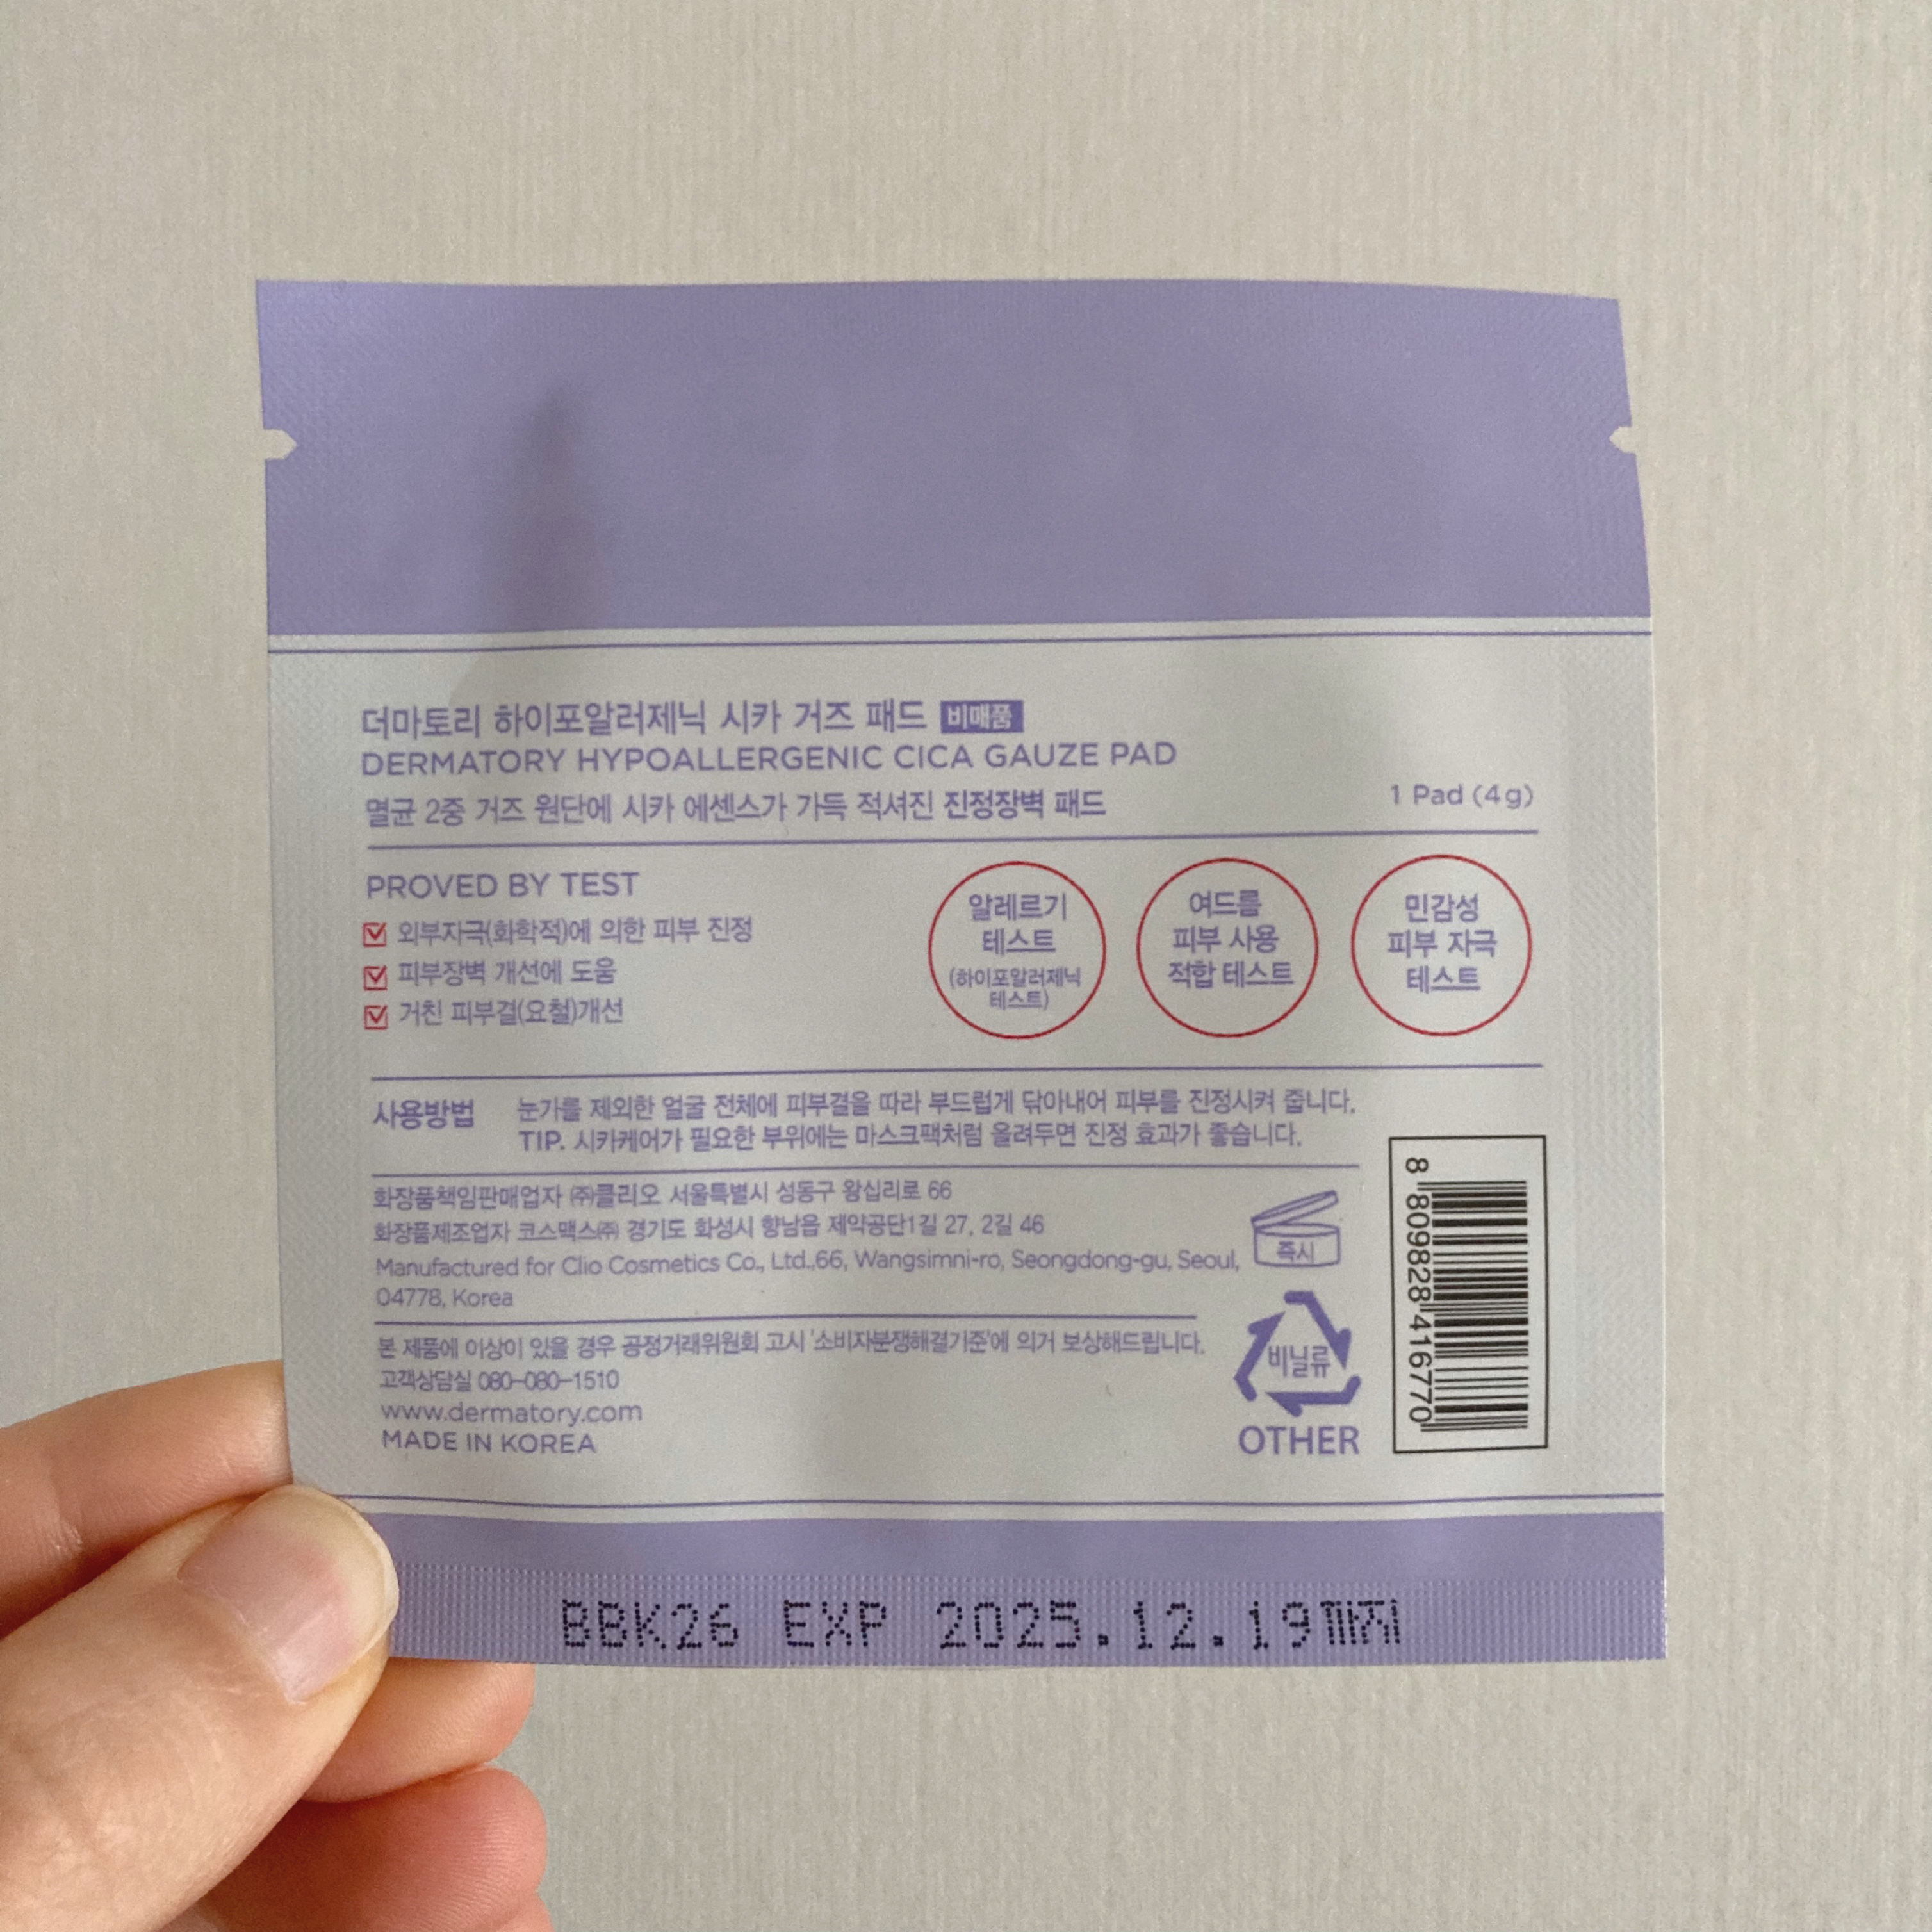 더마토리 하이포알러제닉 시카 거즈 패드 비매품
DERMATORY HYPOALLERGENIC CICA GAUZE PAD
멸균 2중 거즈 원단에 시카 에센스가 가득 적셔진 진정장벽 패드
1 Pad (4g)
PROVED BY TEST
외부자극(화학적)에 의한 피부 진정
피부장벽 개선에 도움
거친 피부결(요철)개선
알레르기
테스트
(하이포알러제닉
테스트)
여드름
피부 사용
적합 테스트
민감성
피부 자극
테스트
사용방법 눈가를 제외한 얼굴 전체에 피부결을 따라 부드럽게 닦아내어 피부를 진정시켜 줍니다.
TIP. 시카케어가 필요한 부위에는 마스크팩처럼 올려두면 진정 효과가 좋습니다.
화장품책임판매업자 ㈜클리오 서울특별시 성동구 왕십리로 66
화장품제조업자 코스맥스㈜ 경기도 화성시 향남읍 제약공단1길 27, 2길 46
Manufactured for Clio Cosmetics Co., Ltd.,66, Wangsimni-ro, Seongdong-gu, Seoul,
04778, Korea
즉시
본 제품에 이상이 있을 경우 공정거래위원회 고시 '소비자분쟁해결기준'에 의거 보상해드립니다.
고객상담실 080-080-1510
www.dermatory.com
MADE IN KOREA
비닐류
OTHER
8 809828 416770
BBK26 EXP 2025.12.19까지